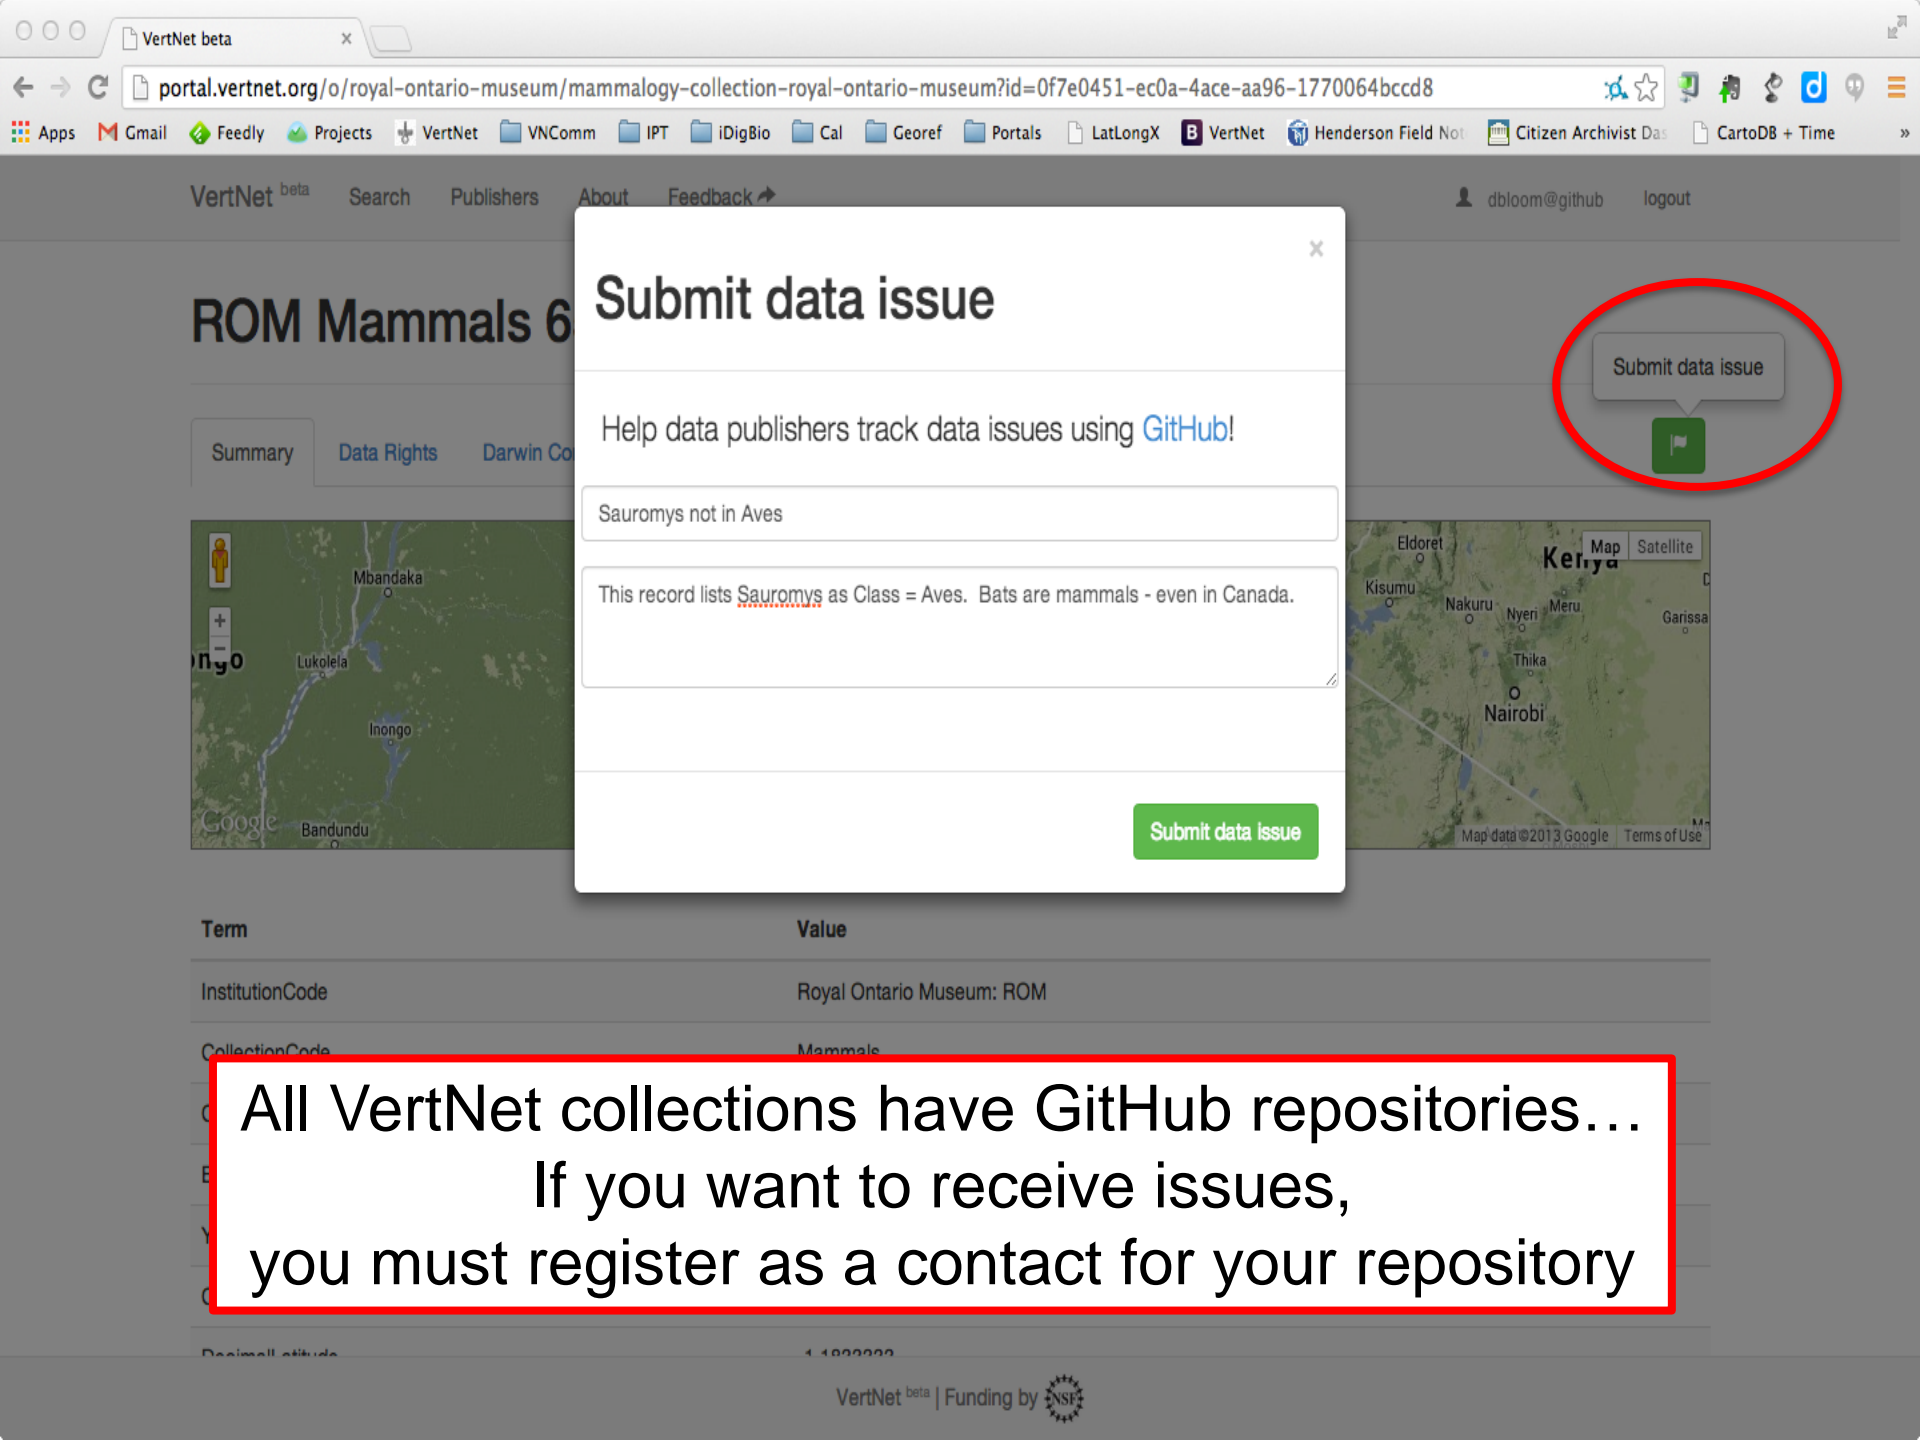 VertNet beta
portal.vertnet.org/o/royal-ontario-museum/mammalogy-collection-royal-ontario-museum?id=0f7e0451-ec0a-4ace-aa96-1770064bccd8
Apps Gmail Feedly Projects VertNet VNComm IPT iDigBio Cal Georef Portals LatLongX VertNet Henderson Field Not Citizen Archivist Das CartoDB + Time »
VertNet beta Search Publishers About Feedback dbloom@github logout
×
Submit data issue
ROM Mammals 6
Submit data issue
Help data publishers track data issues using GitHub!
Summary Data Rights Darwin Co
Sauromys not in Aves
This record lists Sauromys as Class = Aves. Bats are mammals - even in Canada.
Submit data issue
Mbandaka
ongo
Lukolela
Inongo
Google
Bandundu
Eldoret
Kenya
Map Satellite
Kisumu
Nakuru
Nyeri
Meru
Garissa
Thika
Nairobi
Map data ©2013 Google Terms of Use
Term Value
InstitutionCode Royal Ontario Museum: ROM
CollectionCode Mammals
All VertNet collections have GitHub repositories…
If you want to receive issues,
you must register as a contact for your repository
DecimalLatitude
VertNet beta | Funding by NSF